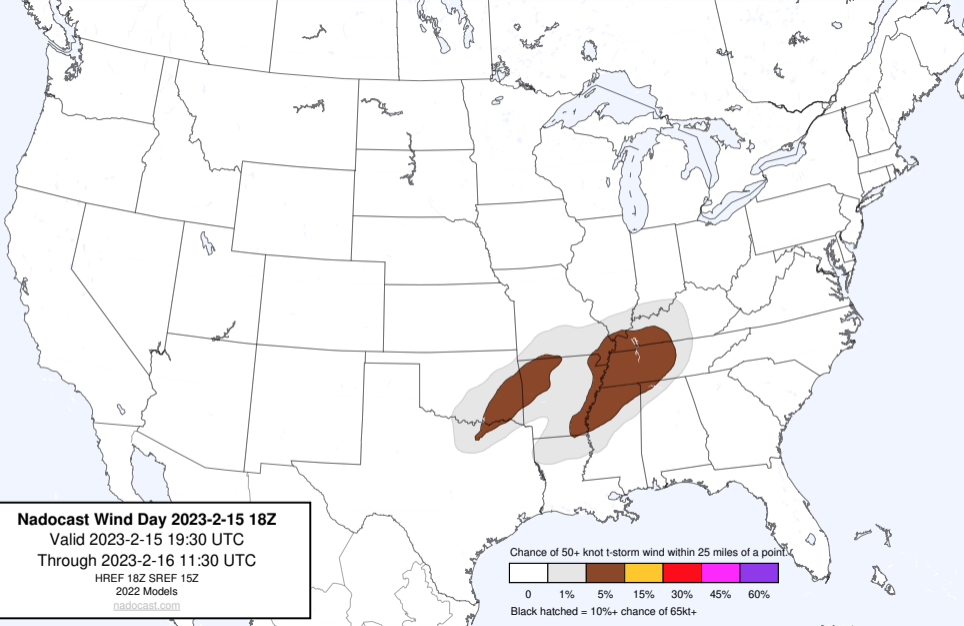 Nadocast Wind Day 2023-2-15 18Z
Valid 2023-2-15 19:30 UTC
Through 2023-2-16 11:30 UTC
HREF 18Z SREF 15Z
2022 Models
nadocast.com
Chance of 50+ knot t-storm wind within 25 miles of a point.
0 1% 5% 15% 30% 45% 60%
Black hatched = 10%+ chance of 65kt+